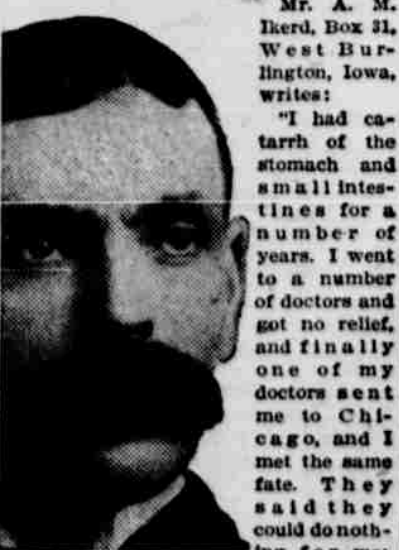 Mr. A. M.
Ikerd, Box 31,
West Bur-
lington, Iowa,
writes:
"I had ca-
tarrh of the
stomach and
small intes-
tines for a
number of
years. I went
to a number
of doctors and
got no relief,
and finally
one of my
doctors sent
me to Chi-
cago, and I
met the same
fate. They
said they
could do noth-